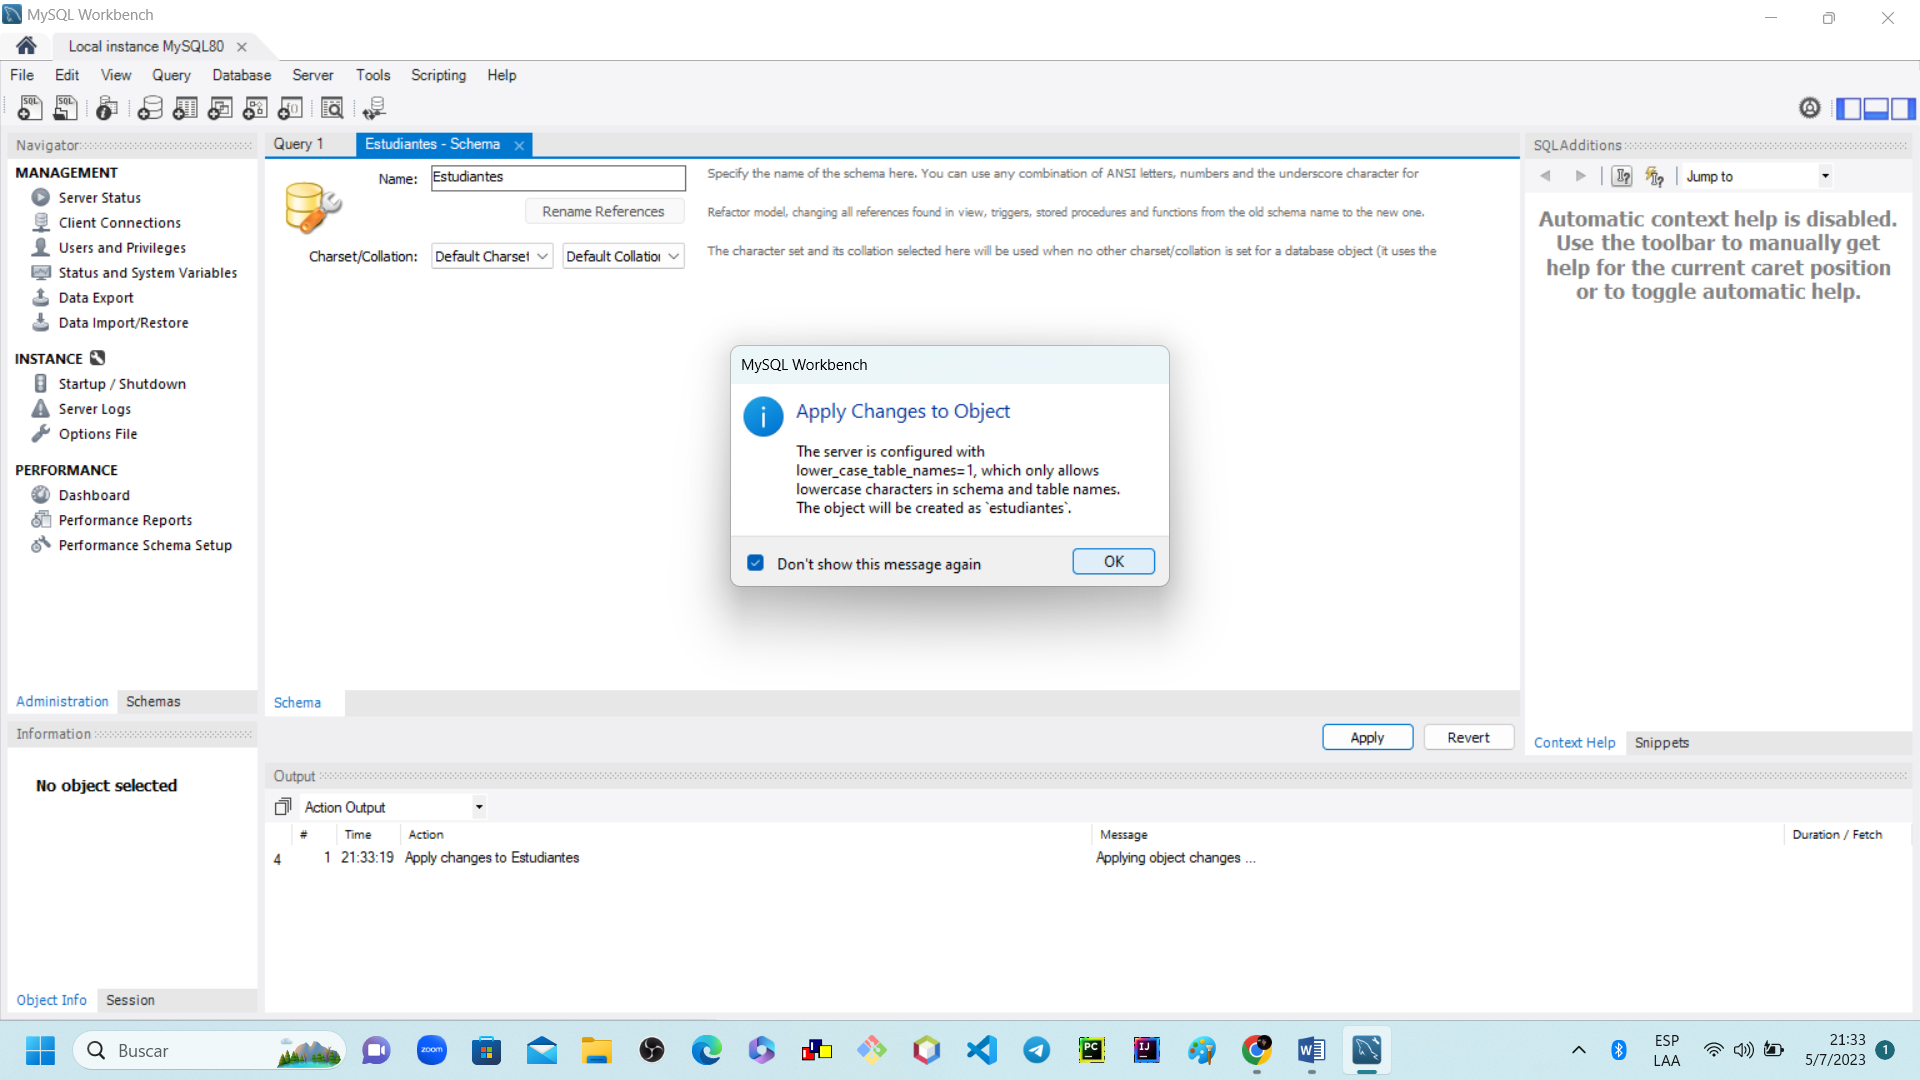 MySQL Workbench
Local instance MySQL80
File Edit View Query Database Server Tools Scripting Help
Navigator
MANAGEMENT
Server Status
Client Connections
Users and Privileges
Status and System Variables
Data Export
Data Import/Restore
INSTANCE
Startup / Shutdown
Server Logs
Options File
PERFORMANCE
Dashboard
Performance Reports
Performance Schema Setup
Administration Schemas
Information
No object selected
Object Info Session
Query 1 Estudiantes - Schema
Name: Estudiantes
Specify the name of the schema here. You can use any combination of ANSI letters, numbers and the underscore character for
Rename References
Refactor model, changing all references found in view, triggers, stored procedures and functions from the old schema name to the new one.
Charset/Collation: Default Charset Default Collation
The character set and its collation selected here will be used when no other charset/collation is set for a database object (it uses the
MySQL Workbench
Apply Changes to Object
The server is configured with
lower_case_table_names=1, which only allows
lowercase characters in schema and table names.
The object will be created as `estudiantes`.
Don't show this message again
OK
Schema
Apply Revert
SQLAdditions
Jump to
Automatic context help is disabled.
Use the toolbar to manually get
help for the current caret position
or to toggle automatic help.
Context Help Snippets
Output
Action Output
# Time Action Message Duration / Fetch
4 1 21:33:19 Apply changes to Estudiantes Applying object changes ...
Buscar
zoom
PC
IJ
ESP
LAA
21:33
5/7/2023
1